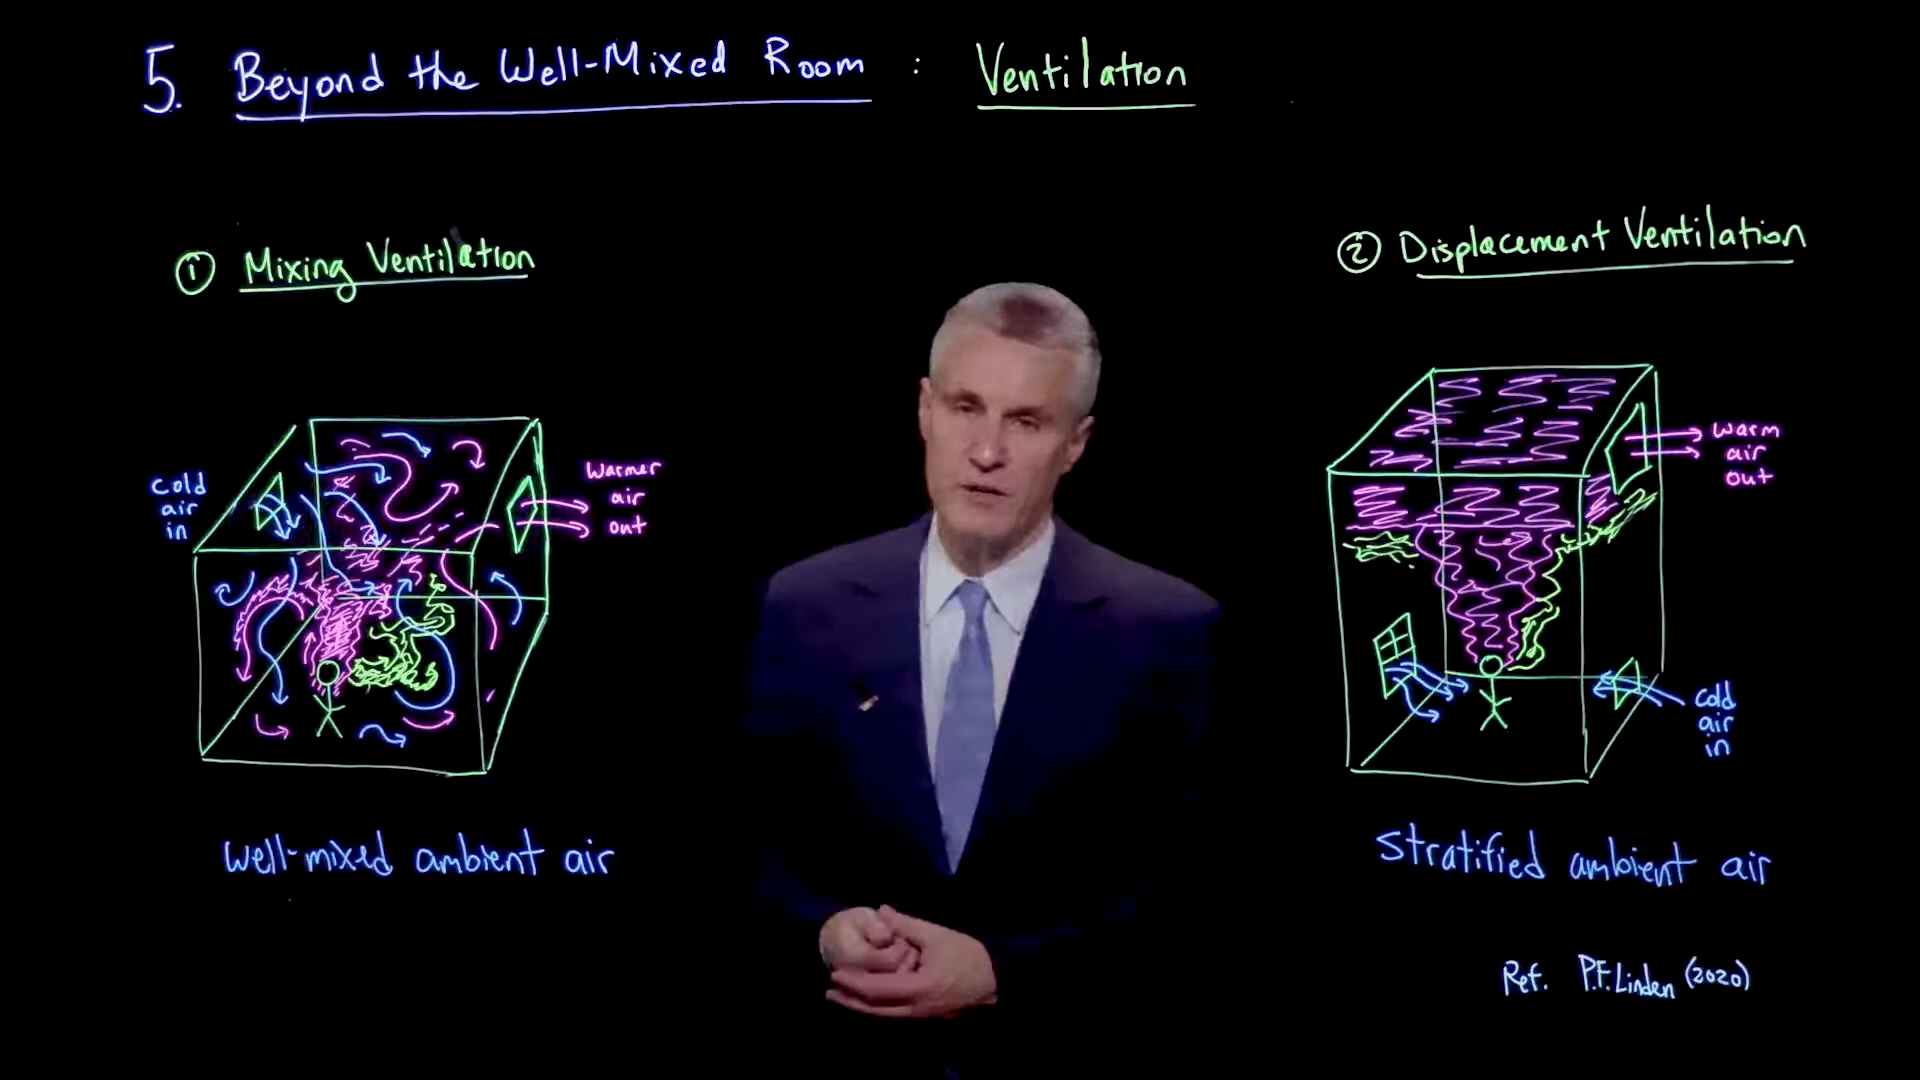 5. Beyond the Well-Mixed Room : Ventilation
① Mixing Ventilation
② Displacement Ventilation
cold
air
in
Warmer
air
out
Warm
air
out
cold
air
in
well-mixed ambient air
Stratified ambient air
Ref. P.F. Linden (2020)